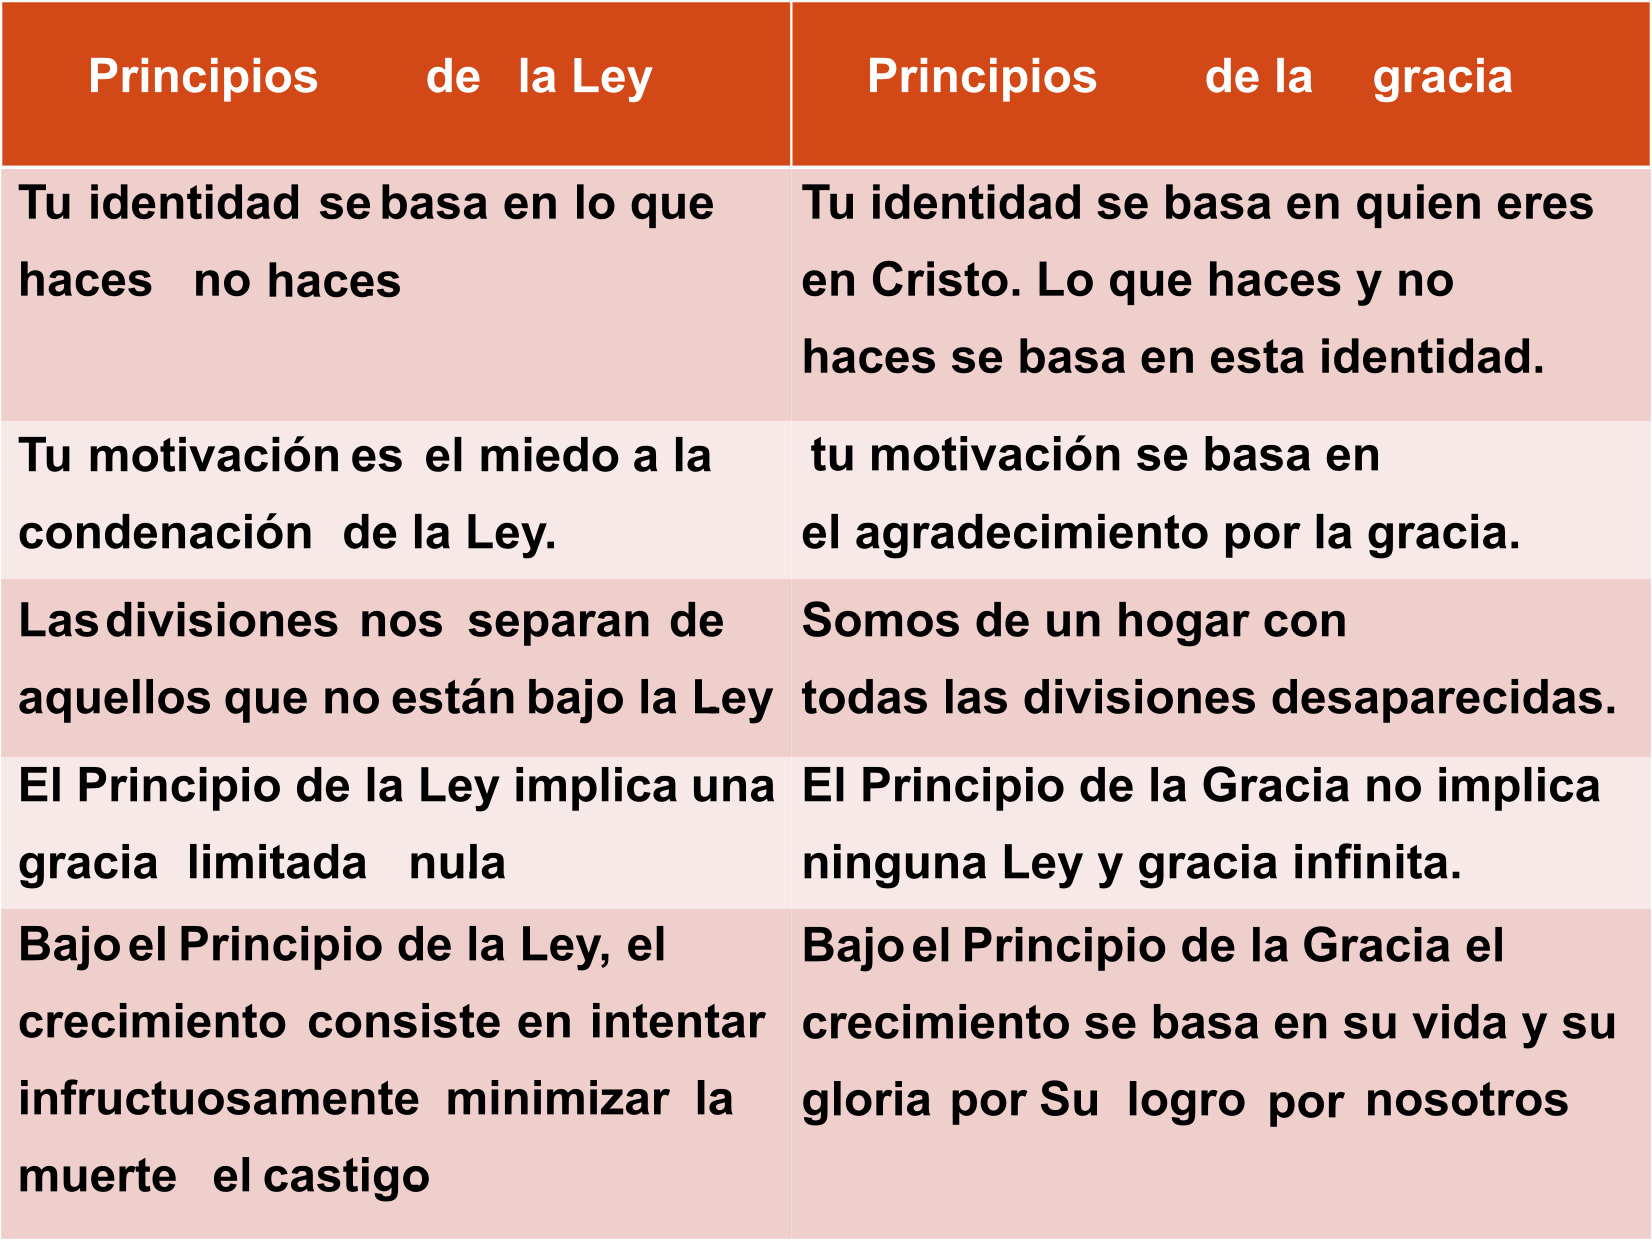 Principios de la Ley
Principios de la gracia
Tu identidad se basa en lo que
haces no haces.
Tu identidad se basa en quien eres
en Cristo. Lo que haces y no
haces se basa en esta identidad.
Tu motivación es el miedo a la
condenación de la Ley.
tu motivación se basa en
el agradecimiento por la gracia.
Las divisiones nos separan de
aquellos que no están bajo la Ley.
Somos de un hogar con
todas las divisiones desaparecidas.
El Principio de la Ley implica una
gracia limitada nula.
El Principio de la Gracia no implica
ninguna Ley y gracia infinita.
Bajo el Principio de la Ley, el
crecimiento consiste en intentar
infructuosamente minimizar la
muerte el castigo.
Bajo el Principio de la Gracia el
crecimiento se basa en su vida y su
gloria por Su logro por nosotros.